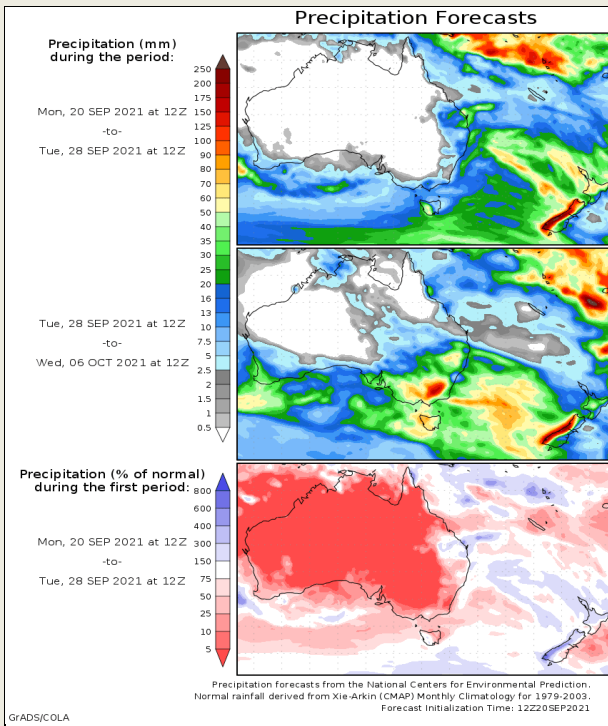 Precipitation Forecasts
Precipitation (mm)
during the period:
Mon, 20 SEP 2021 at 12Z
-to-
Tue, 28 SEP 2021 at 12Z
250
200
175
150
125
100
90
80
70
60
50
40
35
30
25
20
16
13
10
7.5
5
2.5
2
1.5
1
0.5
Tue, 28 SEP 2021 at 12Z
-to-
Wed, 06 OCT 2021 at 12Z
Precipitation (% of normal)
during the first period:
Mon, 20 SEP 2021 at 12Z
-to-
Tue, 28 SEP 2021 at 12Z
800
600
400
300
150
75
50
25
10
5
Precipitation forecasts from the National Centers for Environmental Prediction.
Normal rainfall derived from Xie-Arkin (CMAP) Monthly Climatology for 1979-2003.
Forecast Initialization Time: 12Z20SEP2021
GrADS/COLA